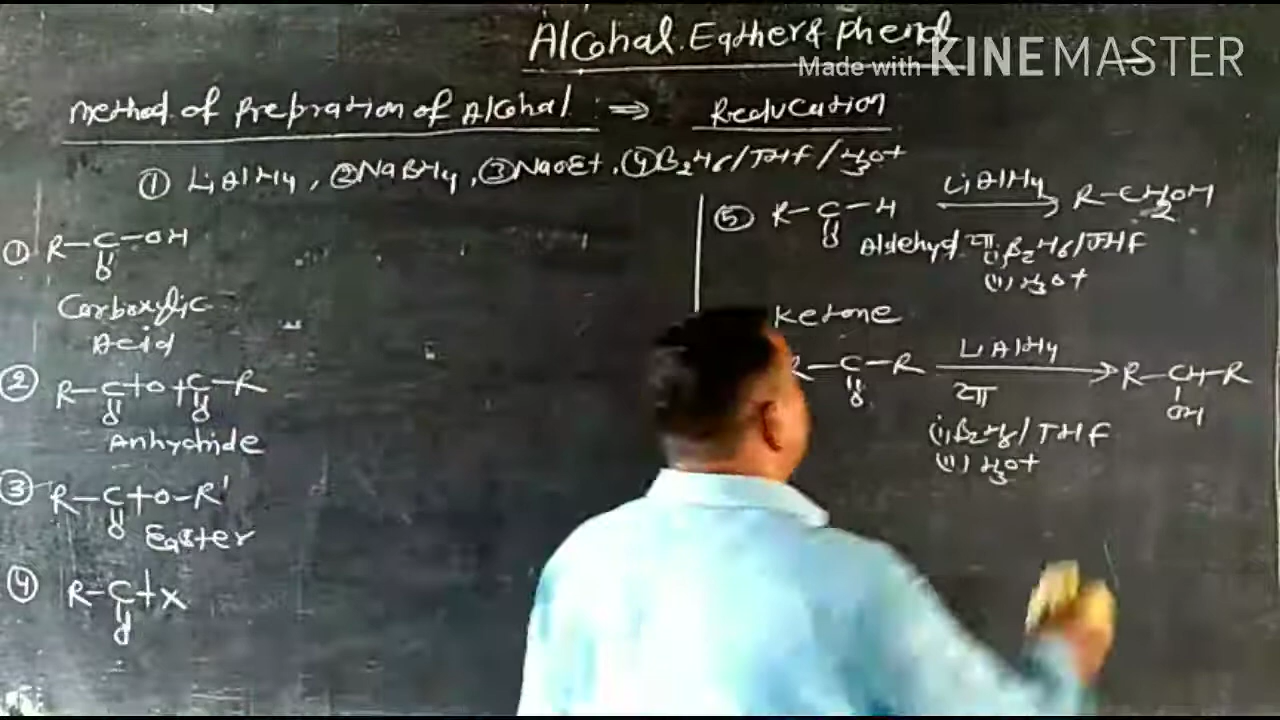 Alcohal. Eather & phenol
Made with KINEMASTER
Method of Prepration of Alcohal :⇒ Reducation
① LiAlH4, ②NaBH4, ③NaOEt, ④B2H6/THF/H3O+
① R-C-OH
O
Carboxylic
Acid
② R-C+O+C-R
O O
Anhydride
③ R-C+O-R'
O
Easter
④ R-C+X
O
⑤ R-C-H LiAlH4 R-CH2OH
O
Aldehyd या (i) B2H6/THF
(ii) H3O+
Ketone
R-C-R LiAlH4 R-CH-R
O या OH
(i) B2H6/THF
(ii) H3O+